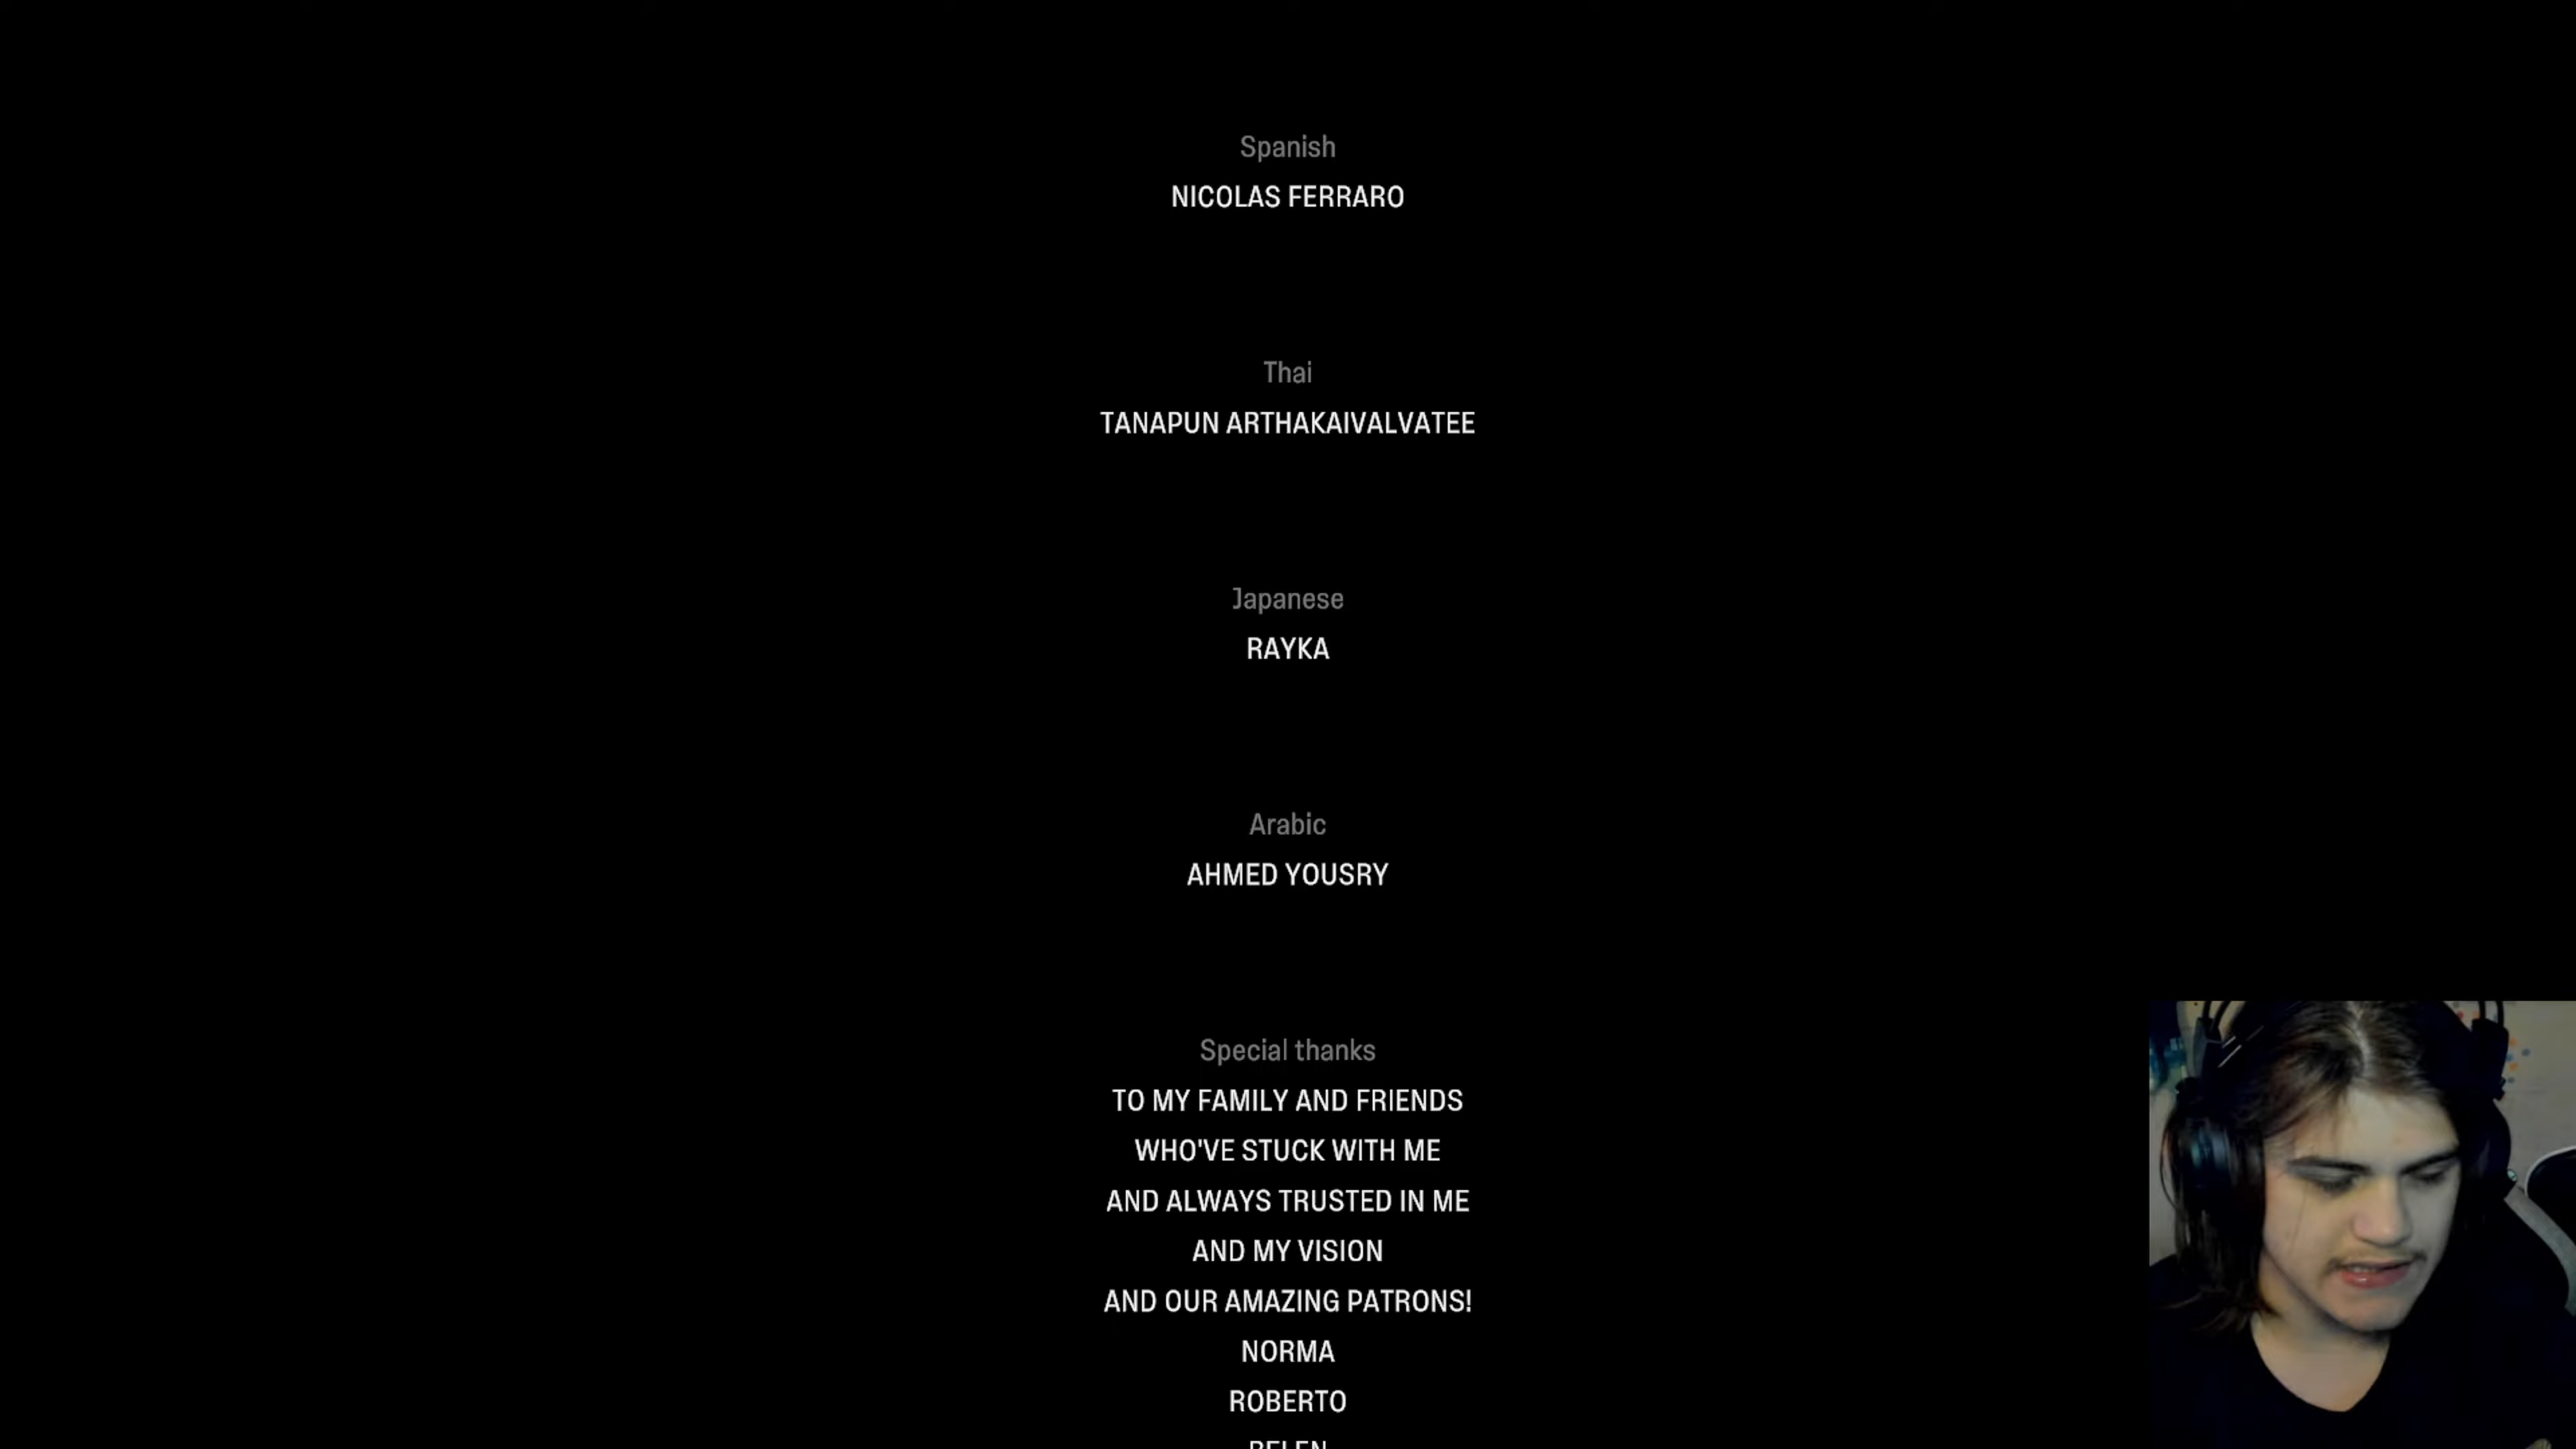 Spanish
NICOLAS FERRARO
Thai
TANAPUN ARTHAKAIVALVATEE
Japanese
RAYKA
Arabic
AHMED YOUSRY
Special thanks
TO MY FAMILY AND FRIENDS
WHO'VE STUCK WITH ME
AND ALWAYS TRUSTED IN ME
AND MY VISION
AND OUR AMAZING PATRONS!
NORMA
ROBERTO
BELEN